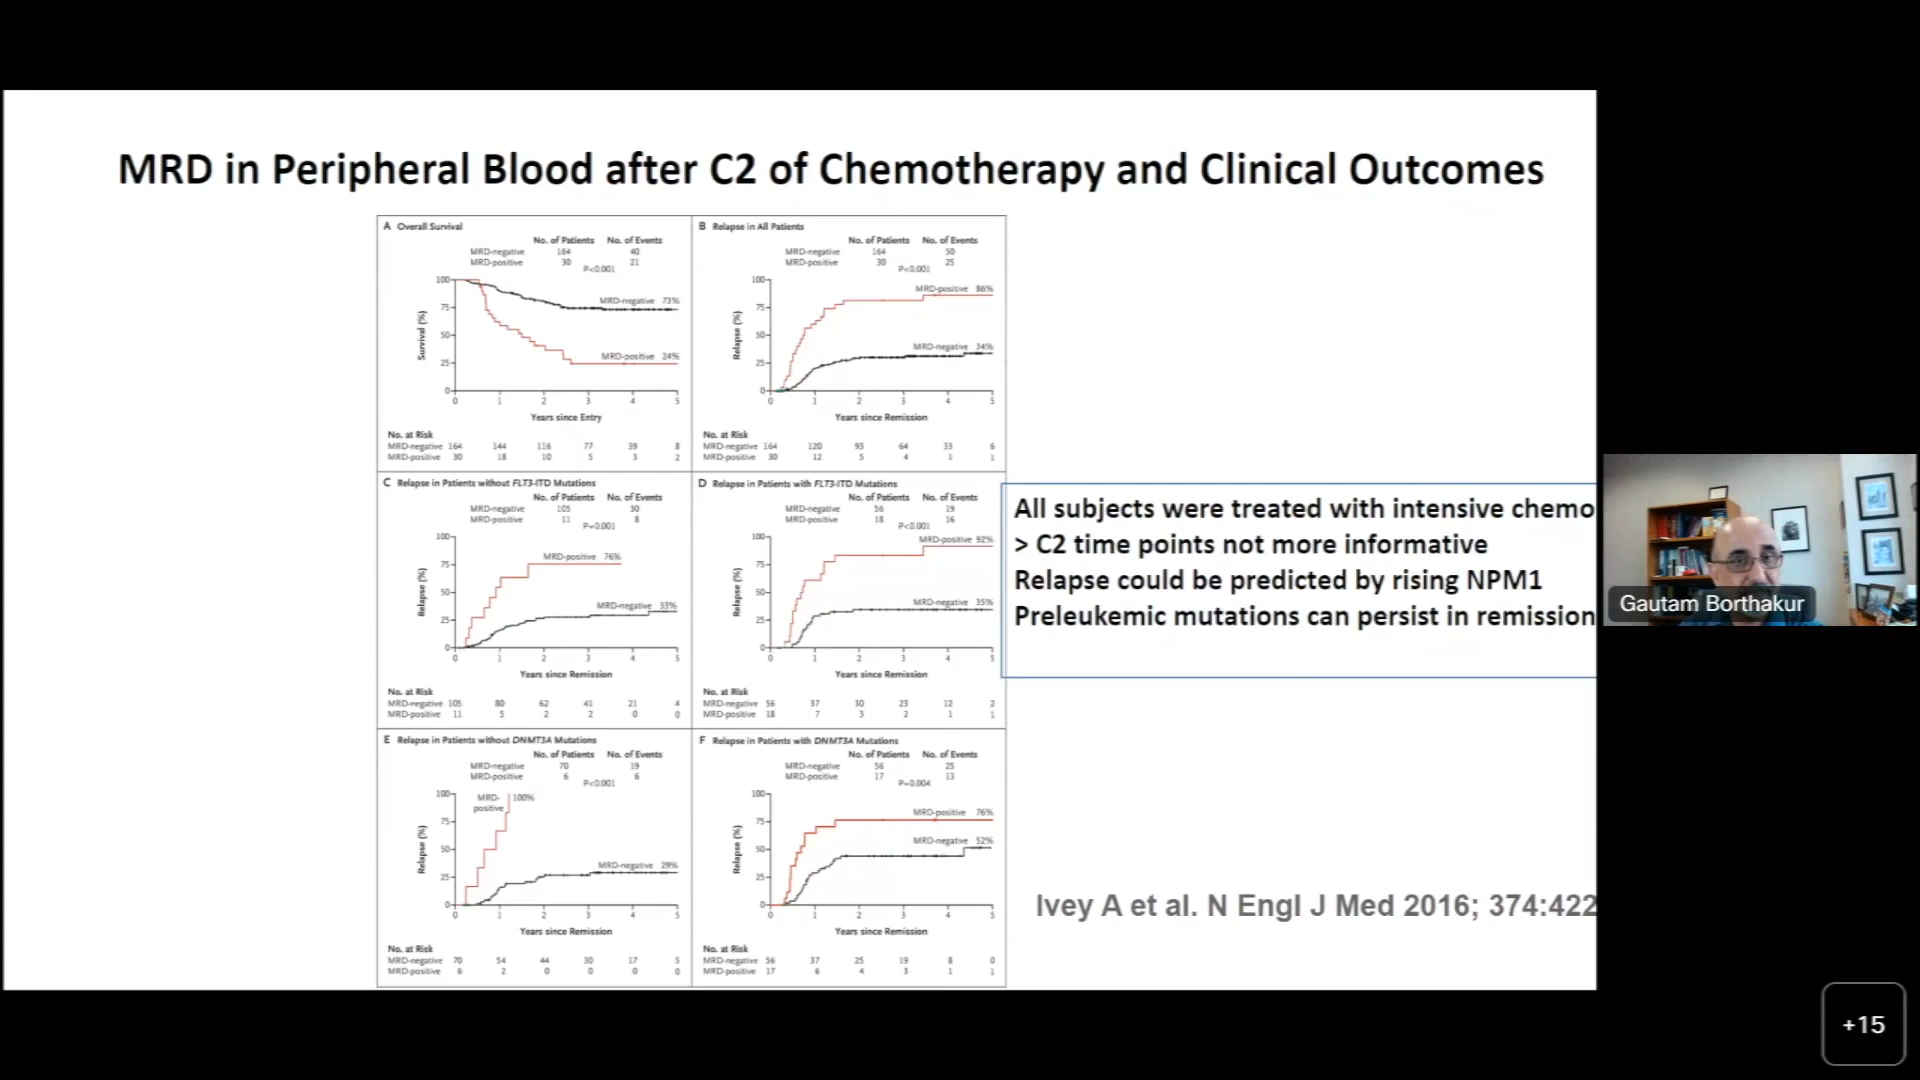 MRD in Peripheral Blood after C2 of Chemotherapy and Clinical Outcomes
A Overall Survival
No. of Patients No. of Events
MRD-negative 164 40
MRD-positive 30 21
P<0.001
100
75
50
25
0
Survival (%)
MRD-negative 73%
MRD-positive 24%
0 1 2 3 4 5
Years since Entry
No. at Risk
MRD-negative 164 144 116 77 39 8
MRD-positive 30 18 10 5 3 2
B Relapse in All Patients
No. of Patients No. of Events
MRD-negative 164 50
MRD-positive 30 25
P<0.001
100
75
50
25
0
Relapse (%)
MRD-positive 86%
MRD-negative 34%
0 1 2 3 4 5
Years since Remission
No. at Risk
MRD-negative 164 120 93 64 33 6
MRD-positive 30 12 5 4 1 1
C Relapse in Patients without FLT3-ITD Mutations
No. of Patients No. of Events
MRD-negative 105 30
MRD-positive 11 8
P=0.001
100
75
50
25
0
Relapse (%)
MRD-positive 76%
MRD-negative 33%
0 1 2 3 4 5
Years since Remission
No. at Risk
MRD-negative 105 80 62 41 21 4
MRD-positive 11 5 2 2 0 0
D Relapse in Patients with FLT3-ITD Mutations
No. of Patients No. of Events
MRD-negative 56 19
MRD-positive 18 16
P<0.001
100
75
50
25
0
Relapse (%)
MRD-positive 92%
MRD-negative 35%
0 1 2 3 4 5
Years since Remission
No. at Risk
MRD-negative 56 37 30 23 12 2
MRD-positive 18 7 3 2 1 1
E Relapse in Patients without DNMT3A Mutations
No. of Patients No. of Events
MRD-negative 70 19
MRD-positive 6 6
P<0.001
100
75
50
25
0
Relapse (%)
MRD-
positive 100%
MRD-negative 29%
0 1 2 3 4 5
Years since Remission
No. at Risk
MRD-negative 70 54 44 30 17 5
MRD-positive 6 2 0 0 0 0
F Relapse in Patients with DNMT3A Mutations
No. of Patients No. of Events
MRD-negative 56 25
MRD-positive 17 13
P=0.004
100
75
50
25
0
Relapse (%)
MRD-positive 76%
MRD-negative 52%
0 1 2 3 4 5
Years since Remission
No. at Risk
MRD-negative 56 37 25 19 8 0
MRD-positive 17 6 4 3 1 1
All subjects were treated with intensive chemo
> C2 time points not more informative
Relapse could be predicted by rising NPM1
Preleukemic mutations can persist in remission
Ivey A et al. N Engl J Med 2016; 374:422
Gautam Borthakur
+15